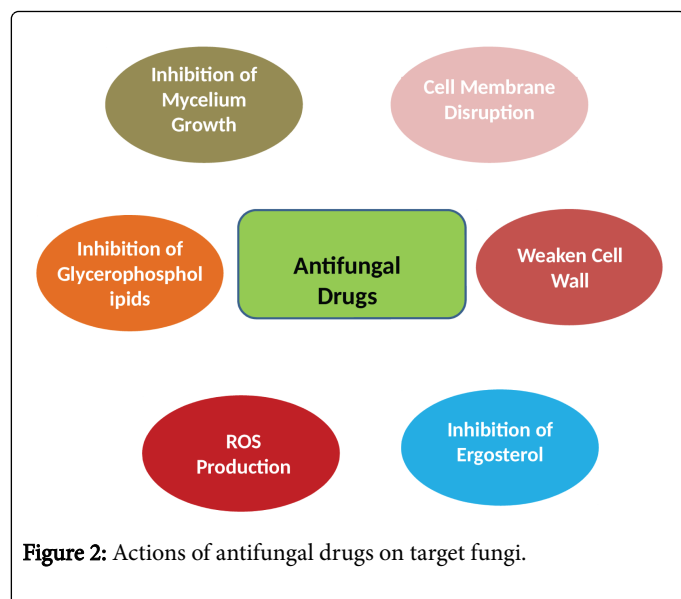 Inhibition of
Mycelium
Growth
Cell Membrane
Disruption
Inhibition of
Glycerophosphol
ipids
Antifungal
Drugs
Weaken Cell
Wall
ROS
Production
Inhibition of
Ergosterol
Figure 2: Actions of antifungal drugs on target fungi.